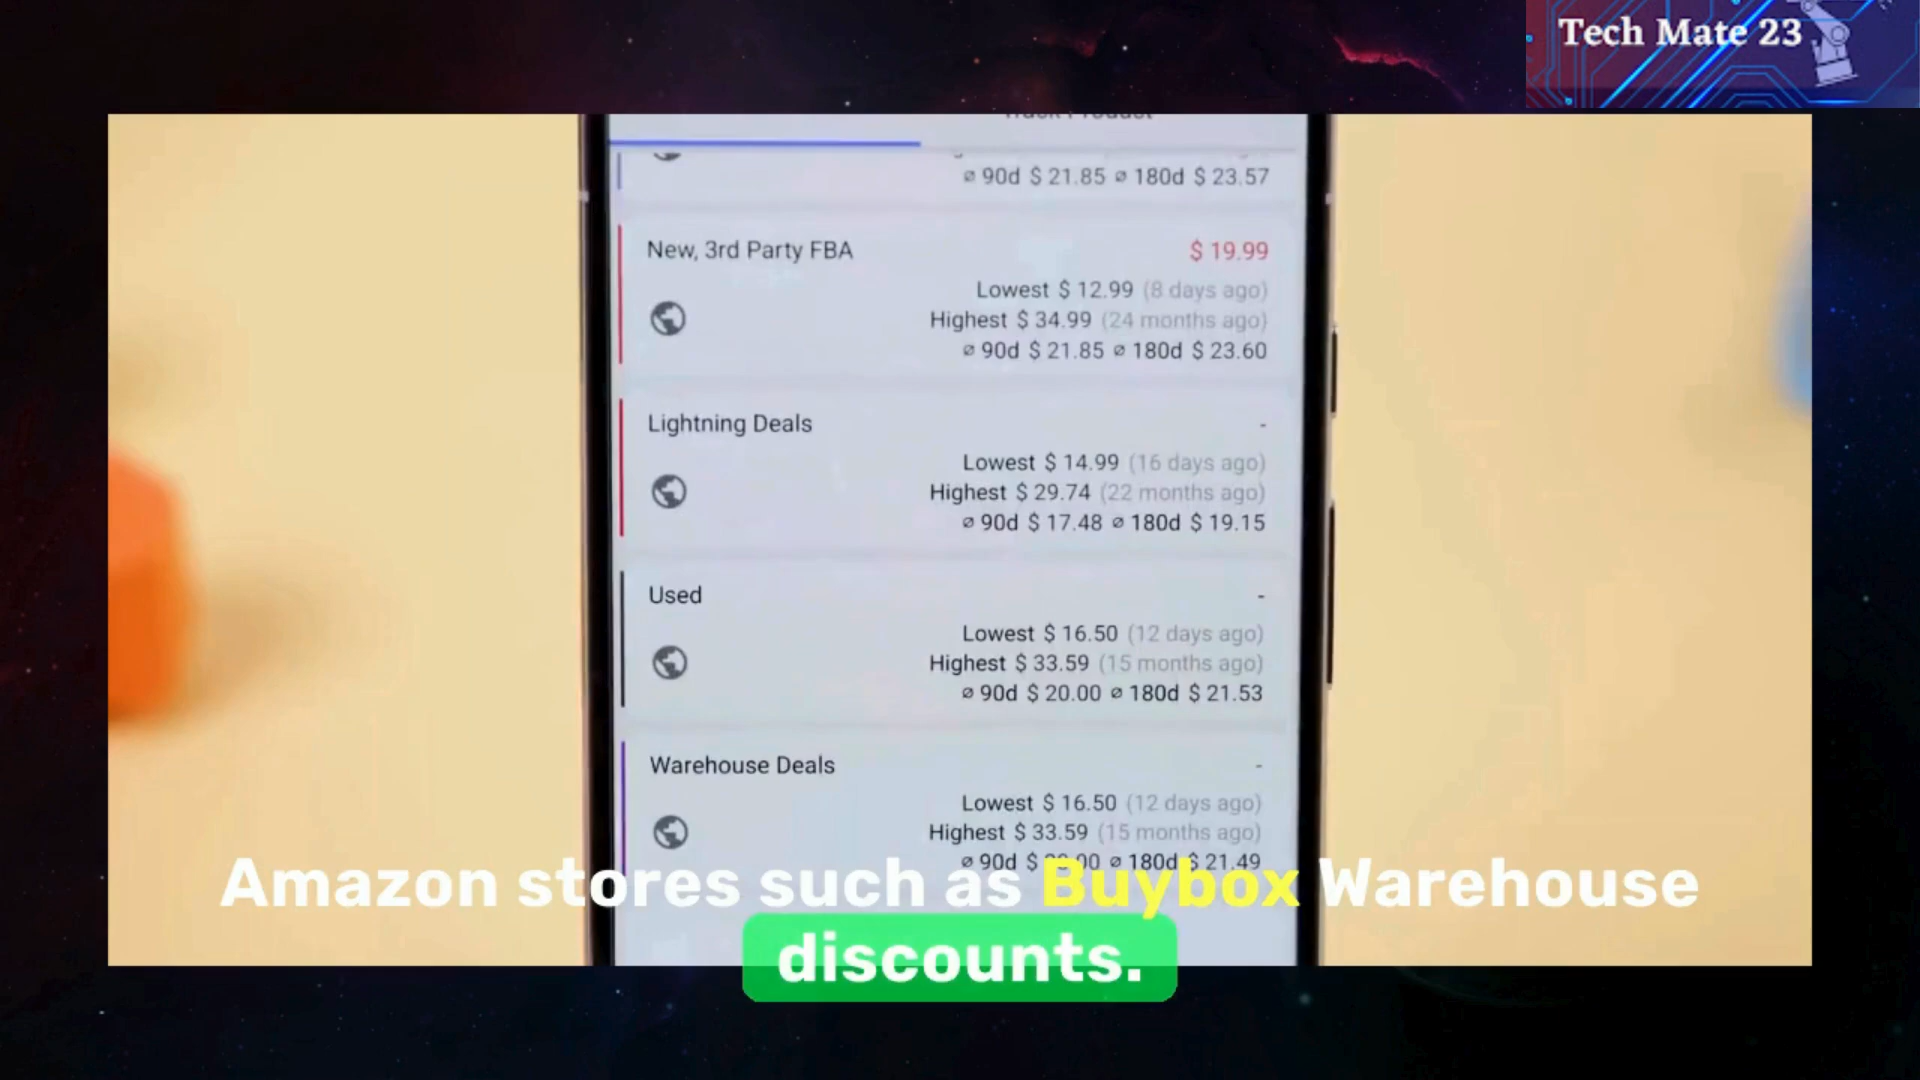 Tech Mate 23
Track Product
⌀ 90d $ 21.85 ⌀ 180d $ 23.57
New, 3rd Party FBA
$ 19.99
Lowest $ 12.99 (8 days ago)
Highest $ 34.99 (24 months ago)
⌀ 90d $ 21.85 ⌀ 180d $ 23.60
Lightning Deals
-
Lowest $ 14.99 (16 days ago)
Highest $ 29.74 (22 months ago)
⌀ 90d $ 17.48 ⌀ 180d $ 19.15
Used
-
Lowest $ 16.50 (12 days ago)
Highest $ 33.59 (15 months ago)
⌀ 90d $ 20.00 ⌀ 180d $ 21.53
Warehouse Deals
-
Lowest $ 16.50 (12 days ago)
Highest $ 33.59 (15 months ago)
⌀ 90d $ ⌀ 180d $ 21.49
Amazon stores such as Buybox Warehouse
discounts.